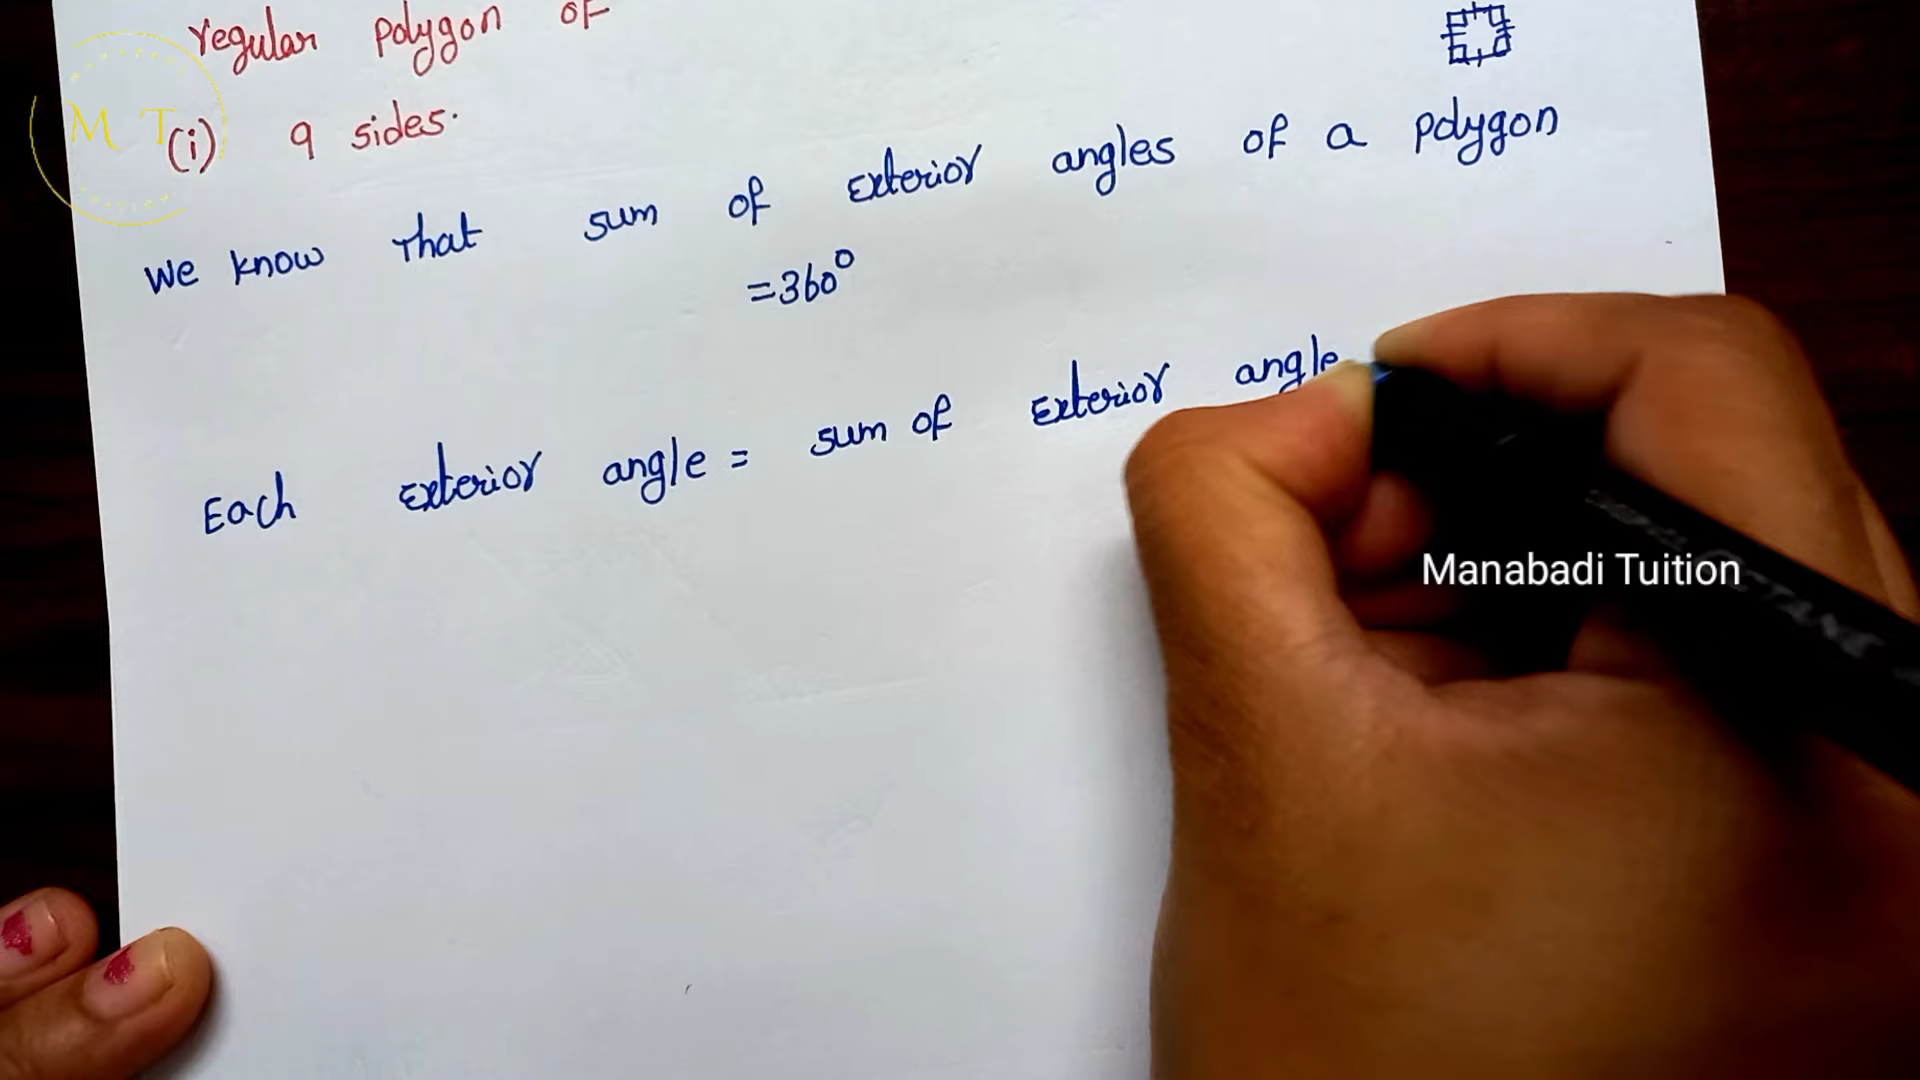 regular polygon of
M T
(i) 9 sides.
We know that sum of exterior angles of a polygon
=360⁰
Each exterior angle = sum of exterior angle
Manabadi Tuition